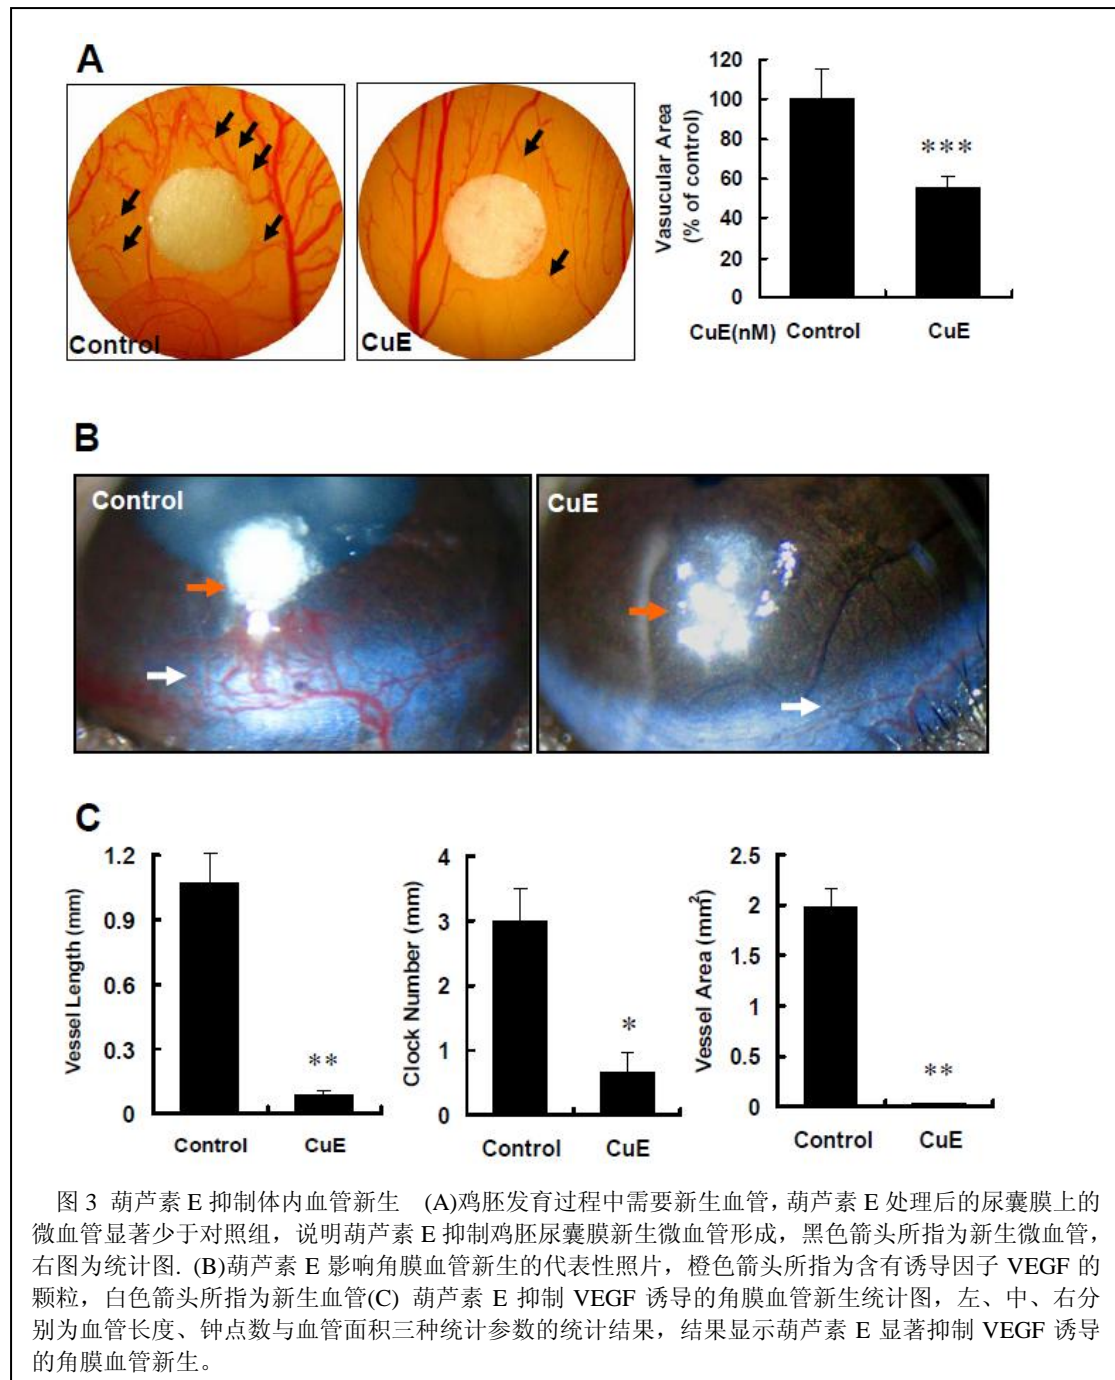 A
Control
CuE
120
100
80
60
40
20
0
Vasucular Area
(% of control)
***
CuE(nM) Control CuE
B
Control
CuE
C
1.2
0.9
0.6
0.3
0
Vessel Length (mm)
**
Control CuE
4
3
2
1
0
Clock Number (mm)
*
Control CuE
2.5
2
1.5
1
0.5
0
Vessel Area (mm²)
**
Control CuE
图 3 葫芦素 E 抑制体内血管新生 (A)鸡胚发育过程中需要新生血管，葫芦素 E 处理后的尿囊膜上的
微血管显著少于对照组，说明葫芦素 E 抑制鸡胚尿囊膜新生微血管形成，黑色箭头所指为新生微血管，
右图为统计图. (B)葫芦素 E 影响角膜血管新生的代表性照片，橙色箭头所指为含有诱导因子 VEGF 的
颗粒，白色箭头所指为新生血管(C) 葫芦素 E 抑制 VEGF 诱导的角膜血管新生统计图，左、中、右分
别为血管长度、钟点数与血管面积三种统计参数的统计结果，结果显示葫芦素 E 显著抑制 VEGF 诱导
的角膜血管新生。